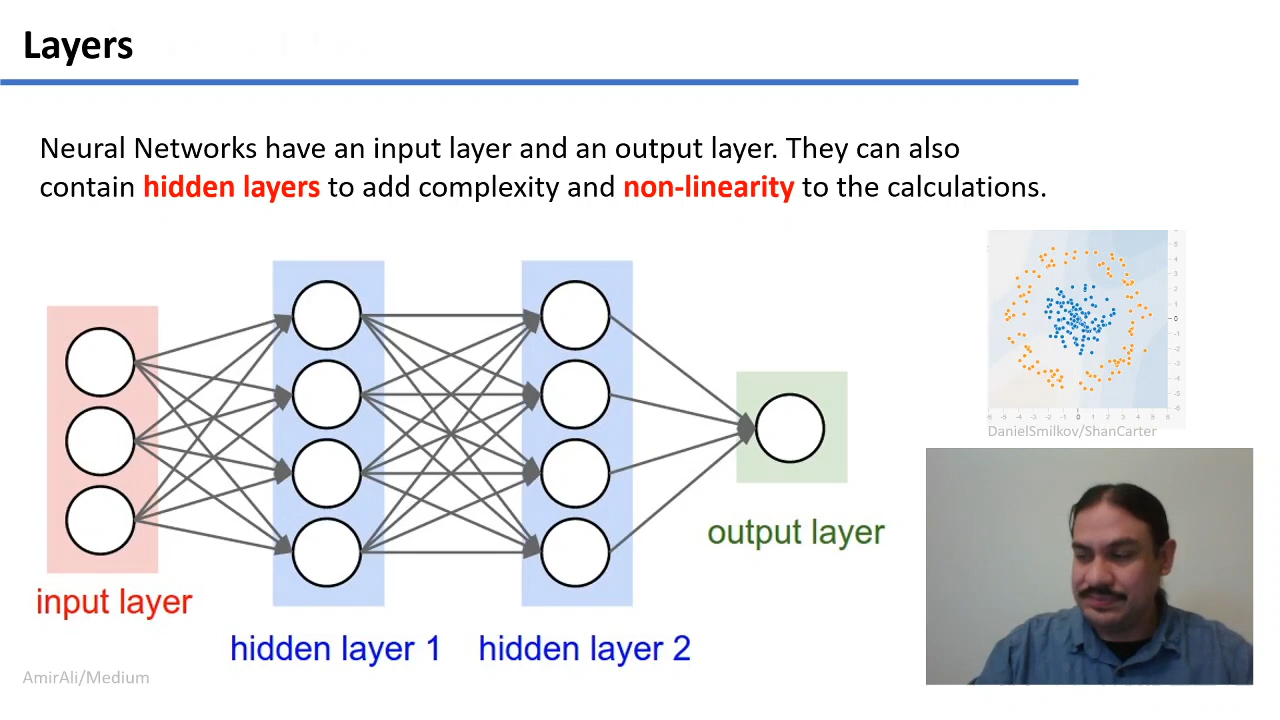 Layers
Neural Networks have an input layer and an output layer. They can also
contain hidden layers to add complexity and non-linearity to the calculations.
DanielSmilkov/ShanCarter
output layer
input layer
hidden layer 1
hidden layer 2
AmirAli/Medium